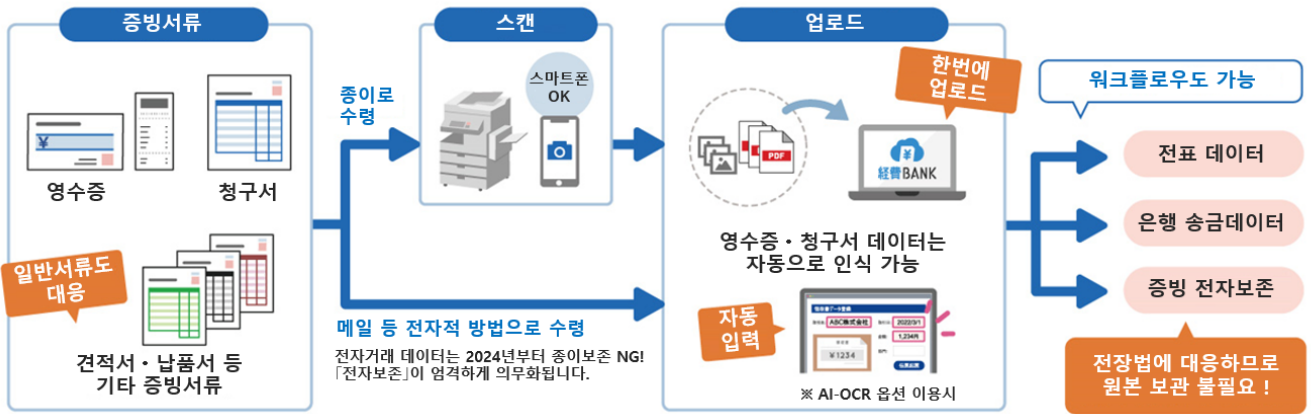 증빙서류
영수증
청구서
일반서류도
대응
견적서・납품서 등
기타 증빙서류
종이로
수령
스캔
스마트폰
OK
메일 등 전자적 방법으로 수령
전자거래 데이터는 2024년부터 종이보존 NG!
「전자보존」이 엄격하게 의무화됩니다.
업로드
한번에
업로드
PDF
経費BANK
영수증・청구서 데이터는
자동으로 인식 가능
자동
입력
ABC株式会社
2022/3/1
1,234円
¥1234
※ AI-OCR 옵션 이용시
워크플로우도 가능
전표 데이터
은행 송금데이터
증빙 전자보존
전장법에 대응하므로
원본 보관 불필요 !